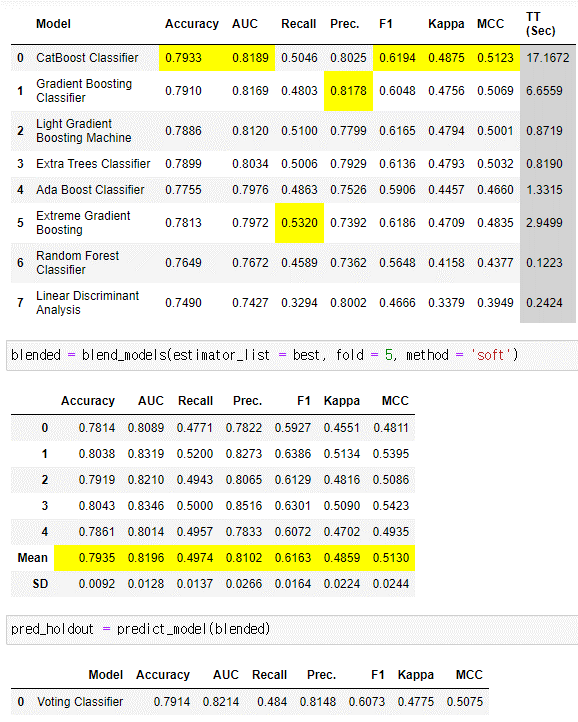 Model Accuracy AUC Recall Prec. F1 Kappa MCC TT (Sec)
0 CatBoost Classifier 0.7933 0.8189 0.5046 0.8025 0.6194 0.4875 0.5123 17.1672
1 Gradient Boosting Classifier 0.7910 0.8169 0.4803 0.8178 0.6048 0.4756 0.5069 6.6559
2 Light Gradient Boosting Machine 0.7886 0.8120 0.5100 0.7799 0.6165 0.4794 0.5001 0.8719
3 Extra Trees Classifier 0.7899 0.8034 0.5006 0.7929 0.6136 0.4793 0.5032 0.8190
4 Ada Boost Classifier 0.7755 0.7976 0.4863 0.7526 0.5906 0.4457 0.4660 1.3315
5 Extreme Gradient Boosting 0.7813 0.7972 0.5320 0.7392 0.6186 0.4709 0.4835 2.9499
6 Random Forest Classifier 0.7649 0.7672 0.4589 0.7362 0.5648 0.4158 0.4377 0.1223
7 Linear Discriminant Analysis 0.7490 0.7427 0.3294 0.8002 0.4666 0.3379 0.3949 0.2424
blended = blend_models(estimator_list = best, fold = 5, method = 'soft')
Accuracy AUC Recall Prec. F1 Kappa MCC
0 0.7814 0.8089 0.4771 0.7822 0.5927 0.4551 0.4811
1 0.8038 0.8319 0.5200 0.8273 0.6386 0.5134 0.5395
2 0.7919 0.8210 0.4943 0.8065 0.6129 0.4816 0.5086
3 0.8043 0.8346 0.5000 0.8516 0.6301 0.5090 0.5423
4 0.7861 0.8014 0.4957 0.7833 0.6072 0.4702 0.4935
Mean 0.7935 0.8196 0.4974 0.8102 0.6163 0.4859 0.5130
SD 0.0092 0.0128 0.0137 0.0266 0.0164 0.0224 0.0244
pred_holdout = predict_model(blended)
Model Accuracy AUC Recall Prec. F1 Kappa MCC
0 Voting Classifier 0.7914 0.8214 0.484 0.8148 0.6073 0.4775 0.5075